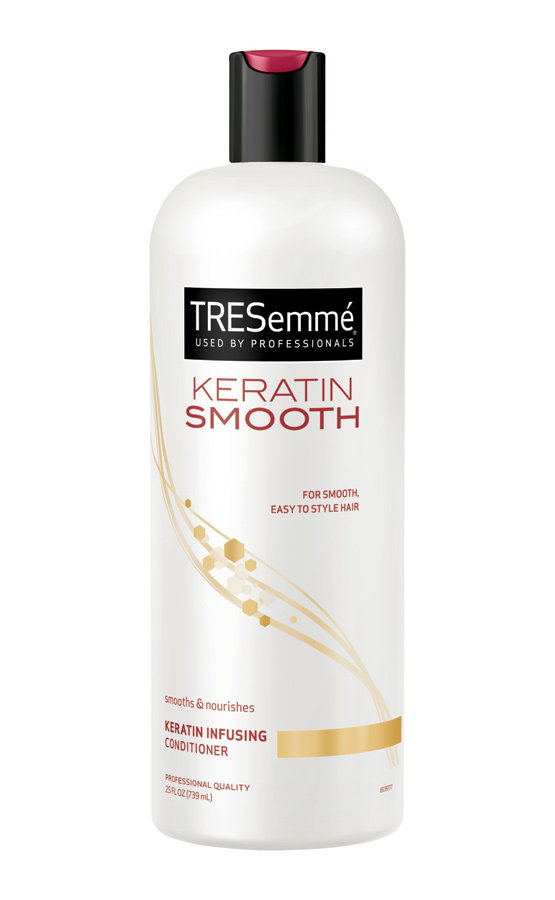 TRESemmé®
USED BY PROFESSIONALS
KERATIN
SMOOTH
FOR SMOOTH,
EASY TO STYLE HAIR
smooths & nourishes
KERATIN INFUSING
CONDITIONER
PROFESSIONAL QUALITY
25 FL OZ (739 mL)